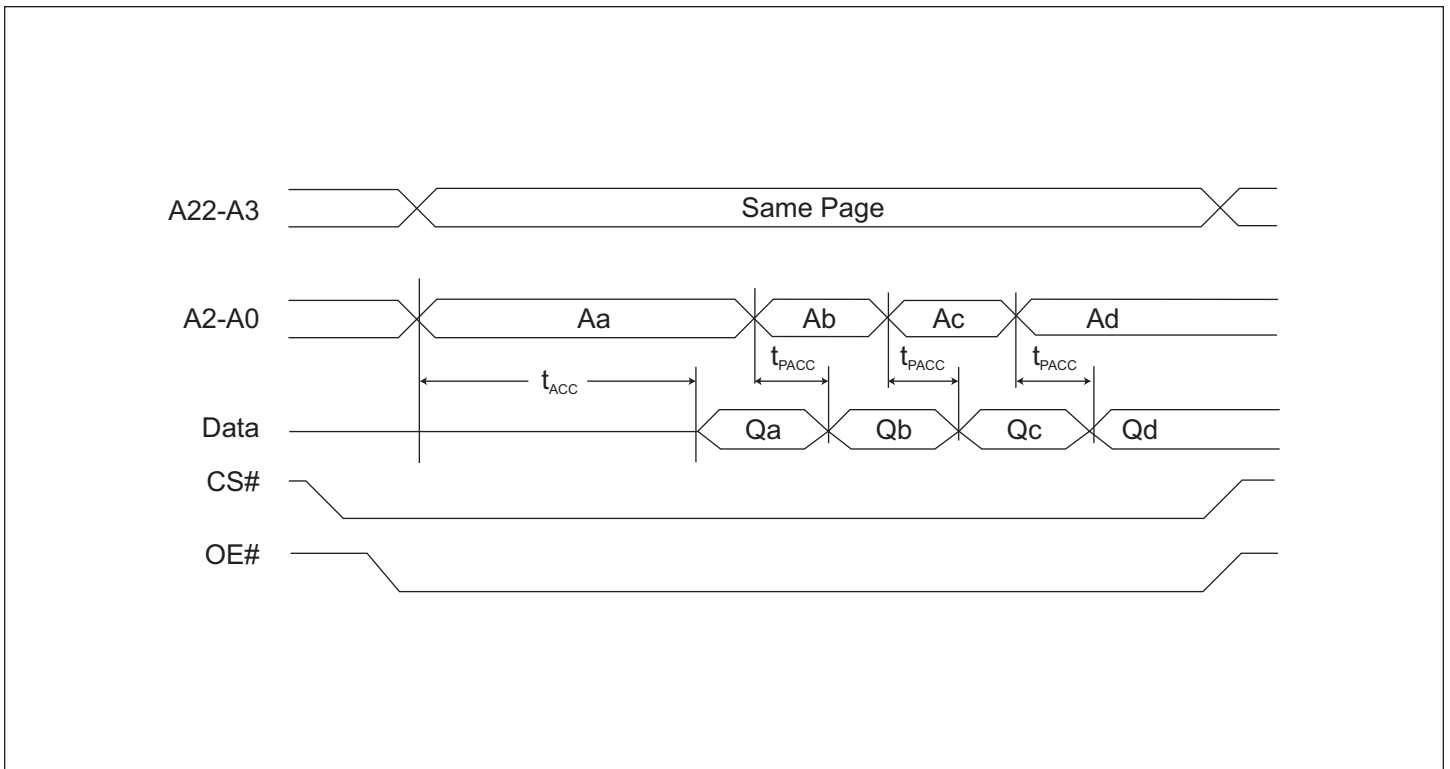 A22-A3 Same Page
A2-A0 Aa Ab Ac Ad
tACC tPACC tPACC tPACC
Data Qa Qb Qc Qd
CS#
OE#